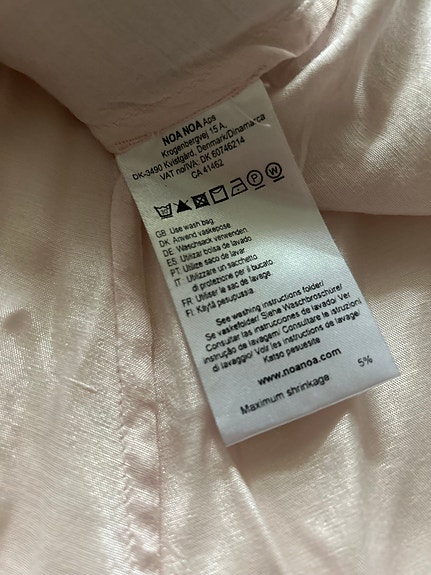 NOA NOA Aps
Krogenbergvej 15 A,
DK-3490 Kvistgård, Denmark/Dinamarca
VAT no/IVA: DK 60746214
CA 41462
P W
GB Use wash bag
DK Anvend vaskepose
DE Waschsack verwenden
ES Utilizar bolsa de lavado
PT Utilize saco de lavar
IT Utilizzare un sacchetto
di protezione per il bucato
FR Utiliser le sac de lavage
FI Käytä pesupussia
See washing instructions folder/
Se vaskefolder/ Siehe Waschbroschüre/
Consultar las instrucciones de lavado/ Ver
instrução de lavagem/ Consultare le istruzioni
di lavaggio/ Voir les instructions de lavage/
Katso pesuohje
www.noanoa.com
Maximum shrinkage 5%